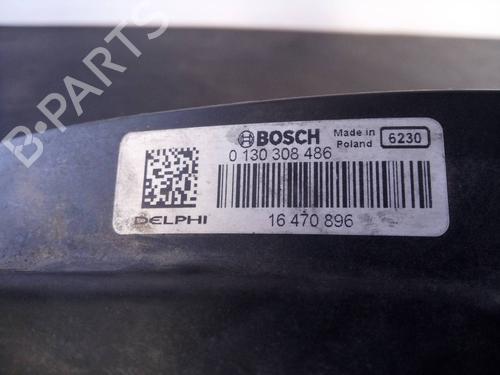 B-PARTS
BOSCH Made in Poland 6230
0 130 308 486
DELPHI 16 470 896